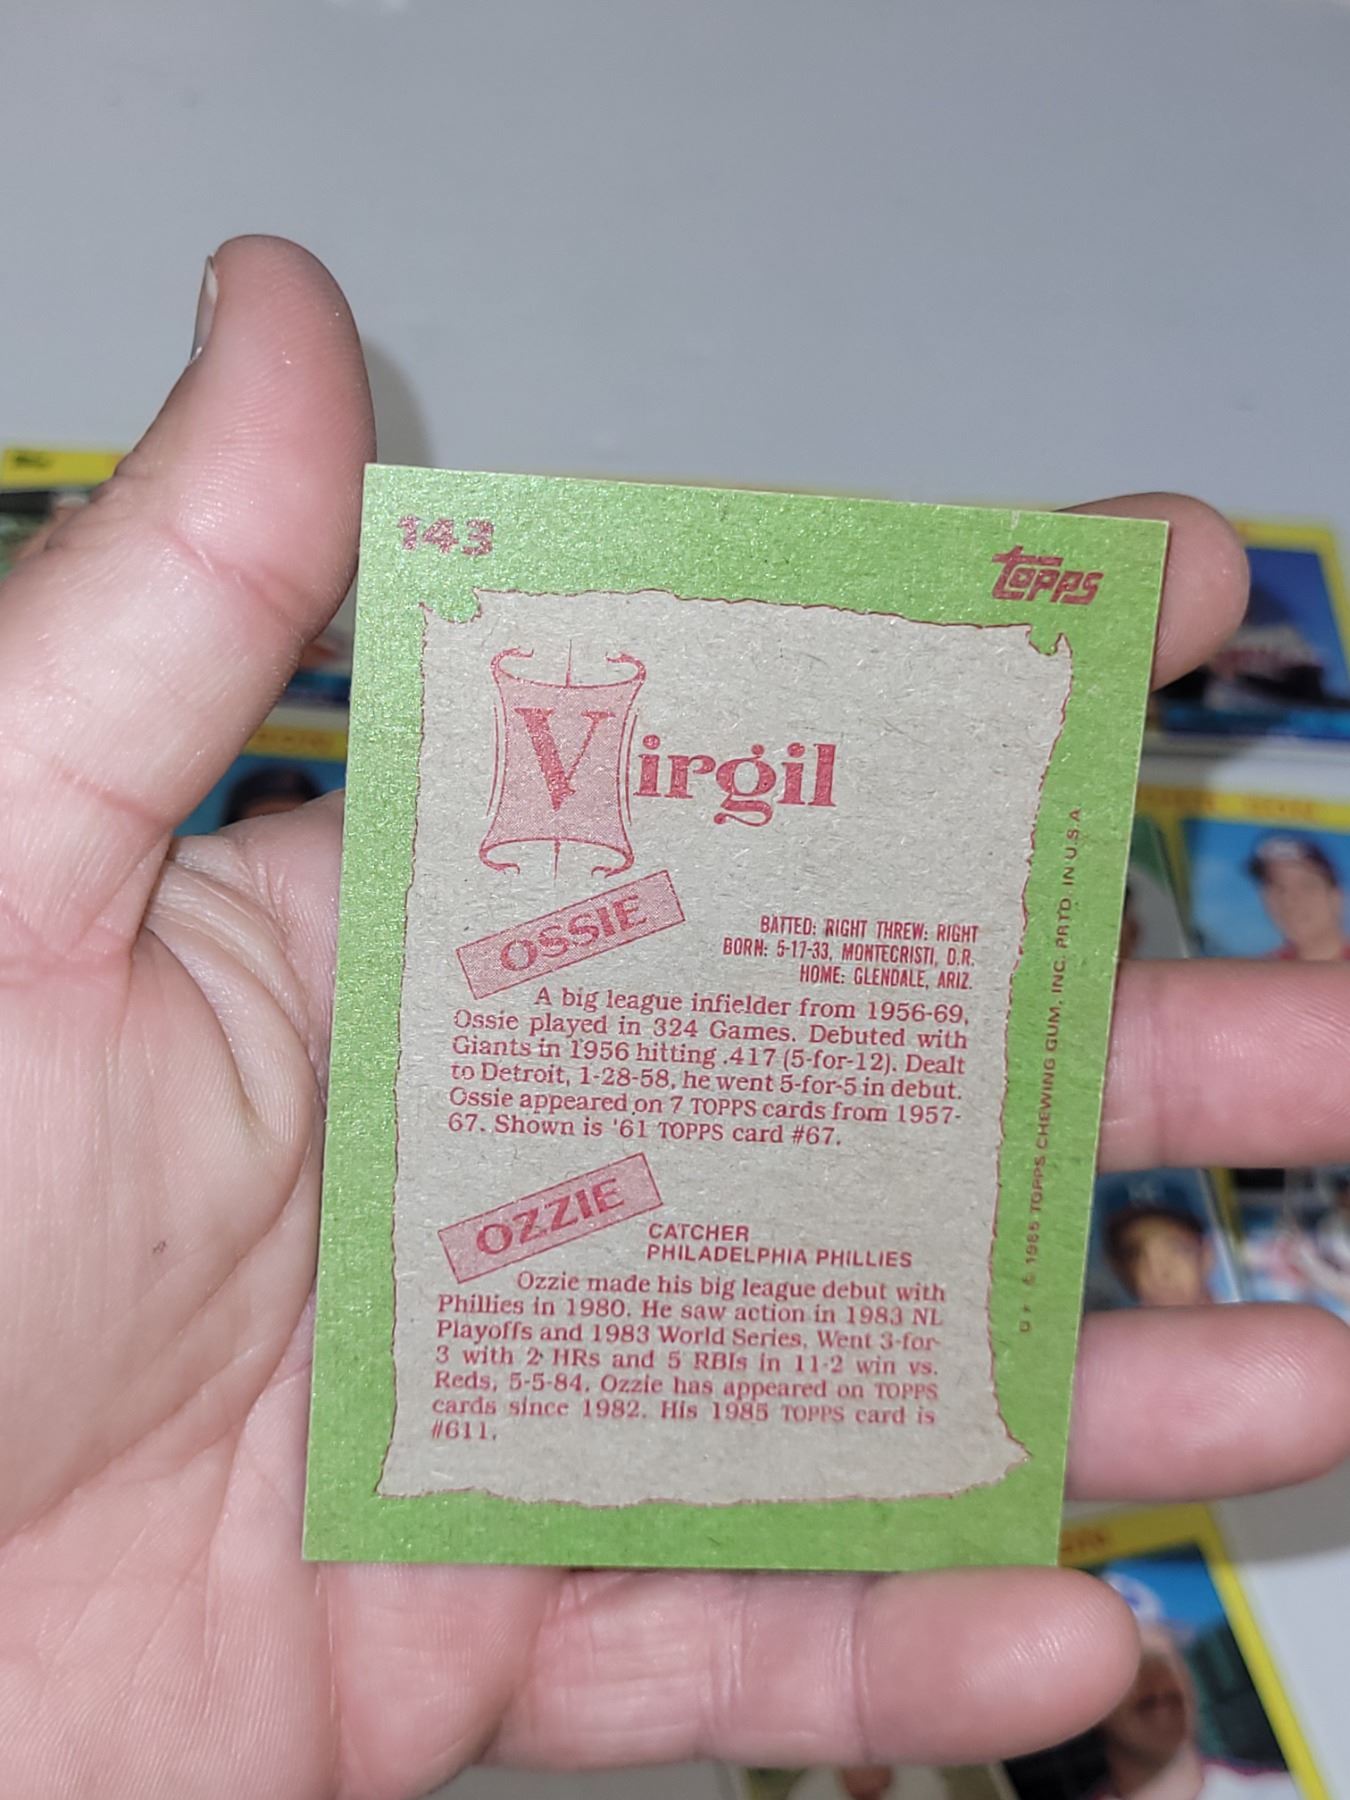 143
TOPPS
Virgil
OSSIE
BATTED: RIGHT THREW: RIGHT
BORN: 5-17-33, MONTECRISTI, D.R.
HOME: GLENDALE, ARIZ.
A big league infielder from 1956-69,
Ossie played in 324 Games. Debuted with
Giants in 1956 hitting .417 (5-for-12). Dealt
to Detroit, 1-28-58, he went 5-for-5 in debut.
Ossie appeared on 7 TOPPS cards from 1957-
67. Shown is '61 TOPPS card #67.
OZZIE
CATCHER
PHILADELPHIA PHILLIES
Ozzie made his big league debut with
Phillies in 1980. He saw action in 1983 NL
Playoffs and 1983 World Series. Went 3-for-
3 with 2 HRs and 5 RBIs in 11-2 win vs.
Reds, 5-5-84. Ozzie has appeared on TOPPS
cards since 1982. His 1985 TOPPS card is
#611.
© 1985 TOPPS CHEWING GUM, INC. PRTD. IN U.S.A.